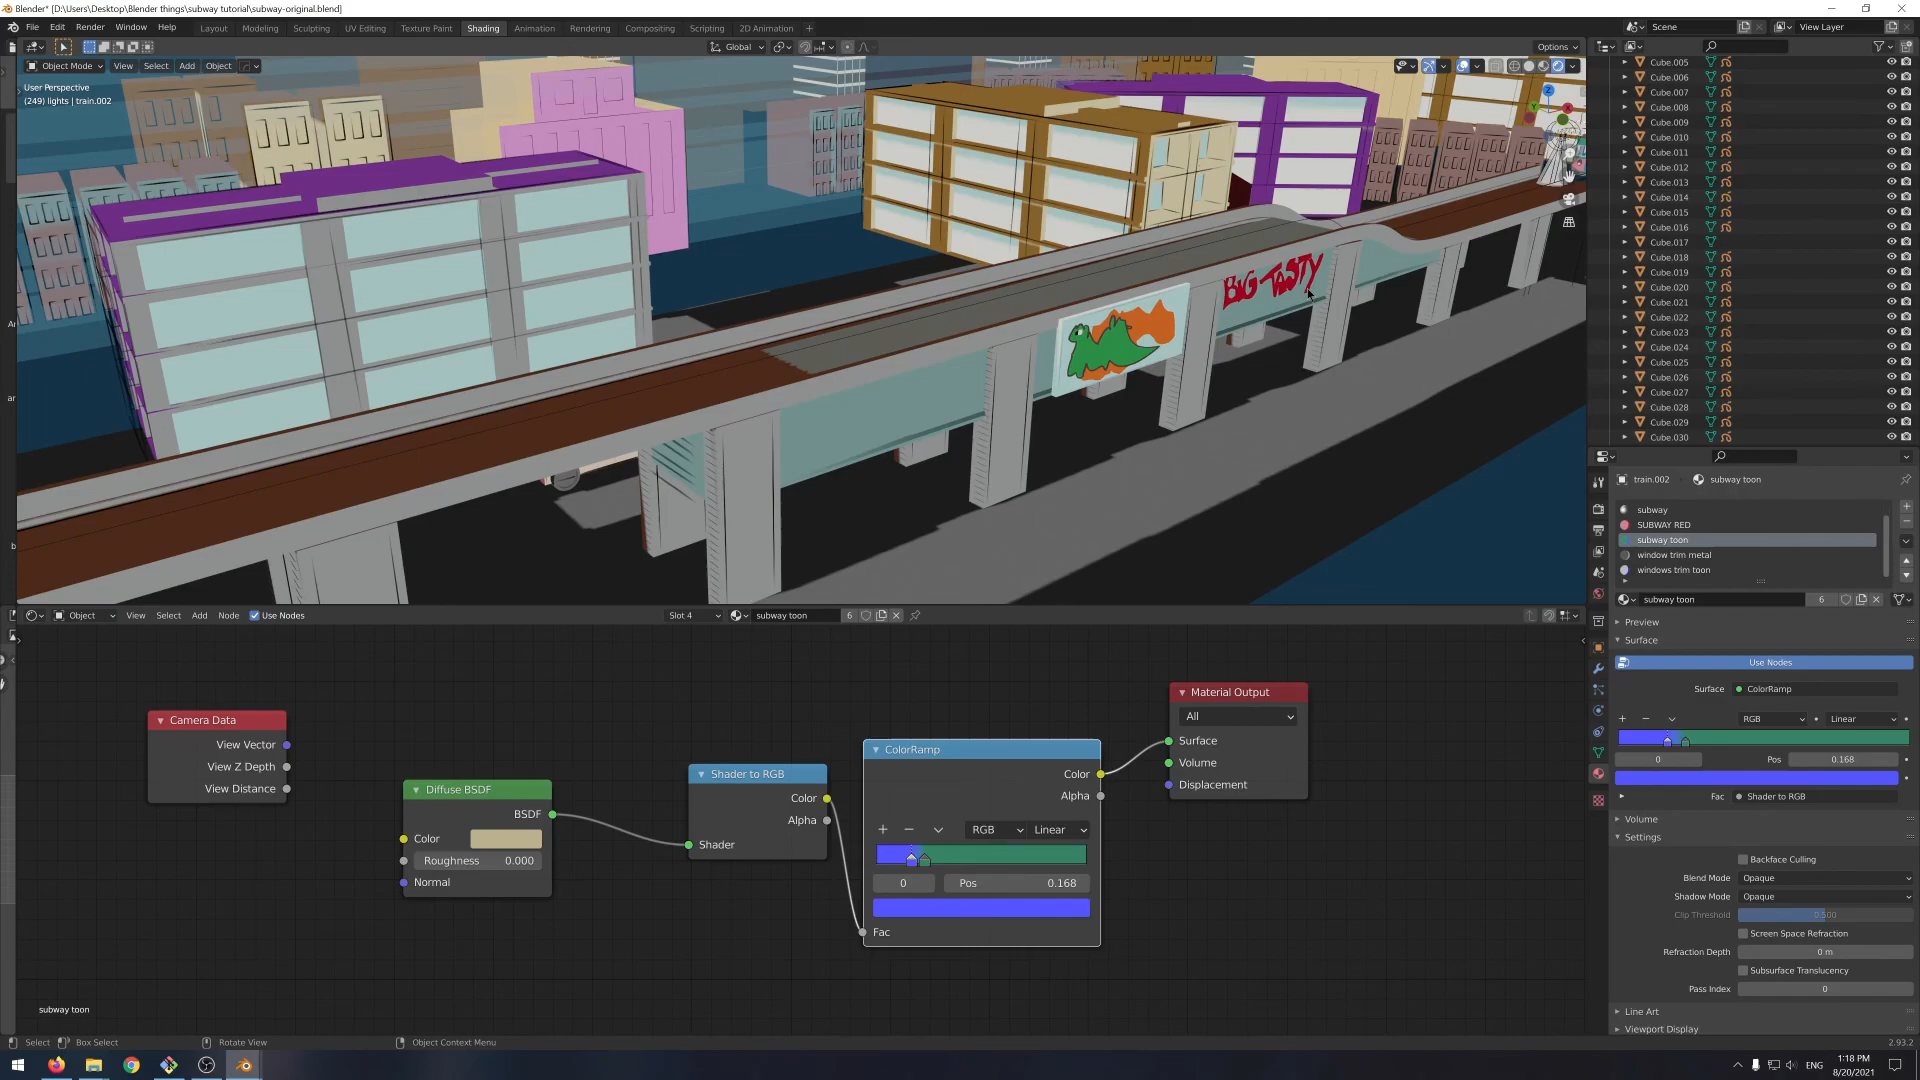 Blender* [D:\Users\Desktop\Blender things\subway tutorial\subway-original.blend]
File Edit Render Window Help Layout Modeling Sculpting UV Editing Texture Paint Shading Animation Rendering Compositing Scripting 2D Animation + Scene View Layer
Global Options
Object Mode View Select Add Object
User Perspective
(249) lights | train.002
Z
Y
X
BIG TASTY
Cube.005
Cube.006
Cube.007
Cube.008
Cube.009
Cube.010
Cube.011
Cube.012
Cube.013
Cube.014
Cube.015
Cube.016
Cube.017
Cube.018
Cube.019
Cube.020
Cube.021
Cube.022
Cube.023
Cube.024
Cube.025
Cube.026
Cube.027
Cube.028
Cube.029
Cube.030
train.002 subway toon
subway
SUBWAY RED
subway toon
window trim metal
windows trim toon
subway toon 6
Preview
Surface
Use Nodes
Surface ColorRamp
RGB Linear
0 Pos 0.168
Fac Shader to RGB
Volume
Settings
Backface Culling
Blend Mode Opaque
Shadow Mode Opaque
Clip Threshold 0.500
Screen Space Refraction
Refraction Depth 0 m
Subsurface Translucency
Pass Index 0
Line Art
Viewport Display
Object View Select Add Node Use Nodes Slot 4 subway toon 6
Camera Data
View Vector
View Z Depth
View Distance
Diffuse BSDF
BSDF
Color
Roughness 0.000
Normal
Shader to RGB
Color
Alpha
Shader
ColorRamp
Color
Alpha
RGB Linear
0 Pos 0.168
Fac
Material Output
All
Surface
Volume
Displacement
subway toon
Select Box Select Rotate View Object Context Menu 2.93.2
ENG
1:18 PM
8/20/2021